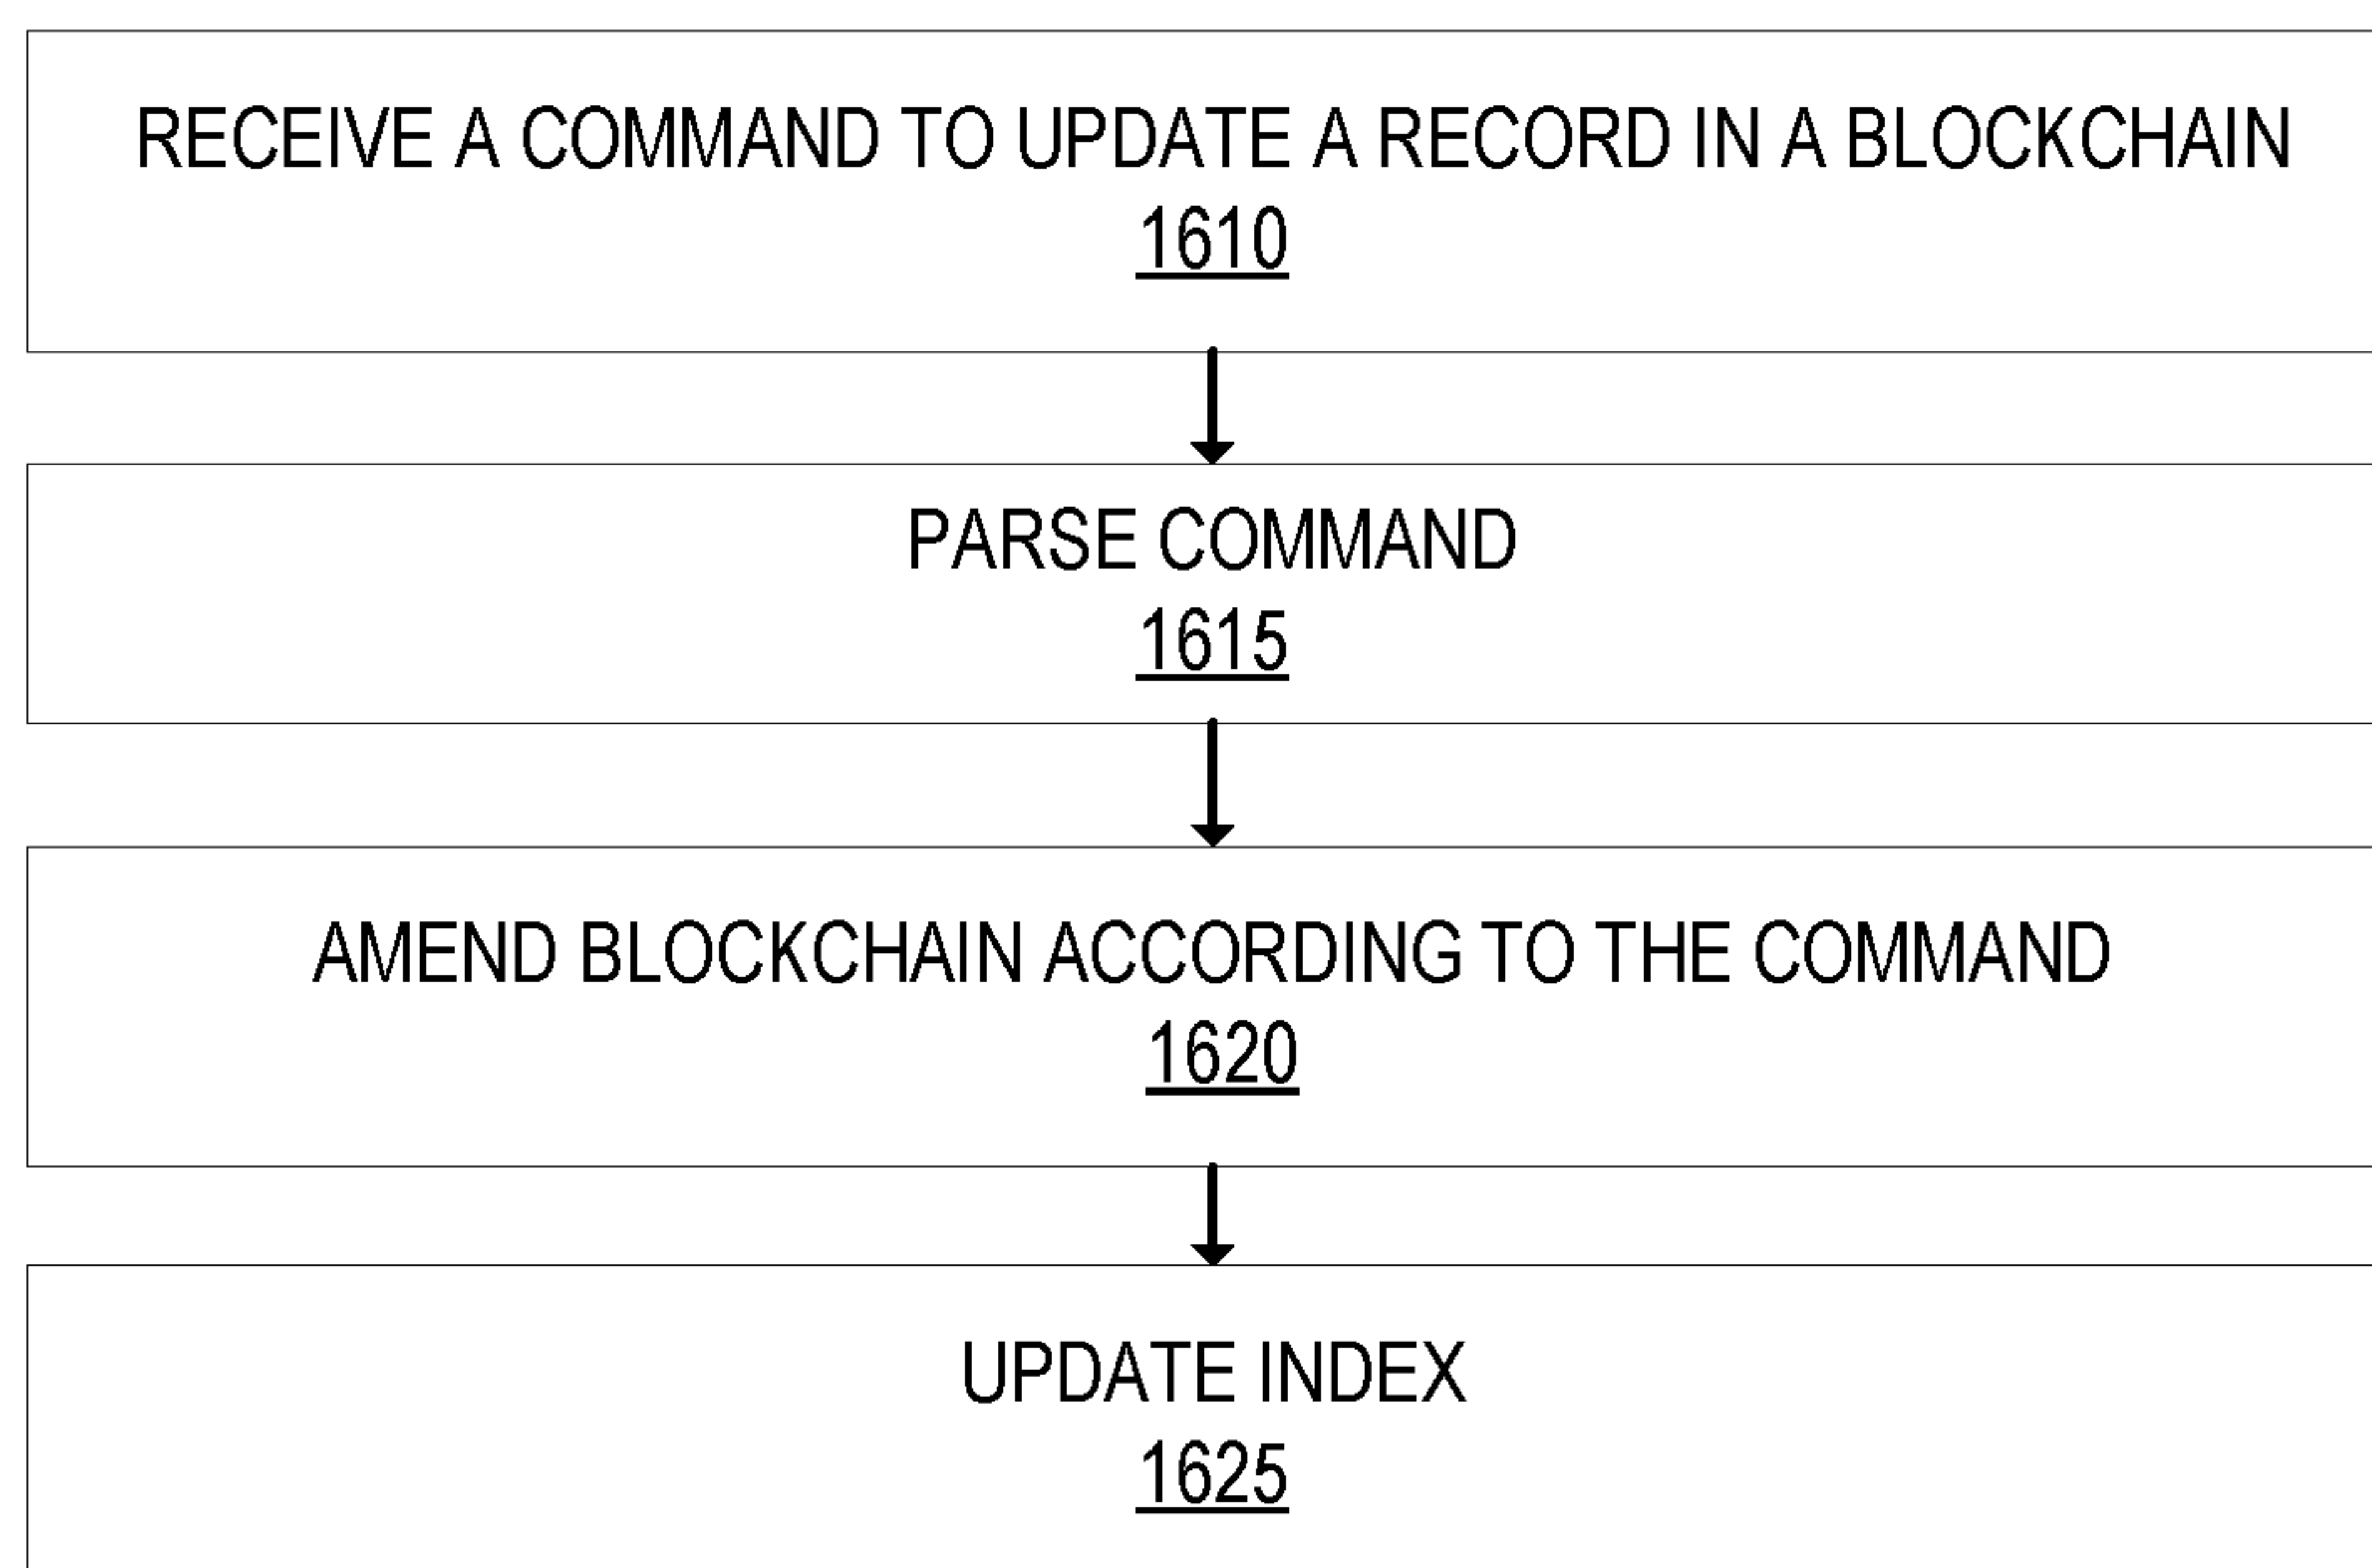 RECEIVE A COMMAND TO UPDATE A RECORD IN A BLOCKCHAIN
1610
PARSE COMMAND
1615
AMEND BLOCKCHAIN ACCORDING TO THE COMMAND
1620
UPDATE INDEX
1625